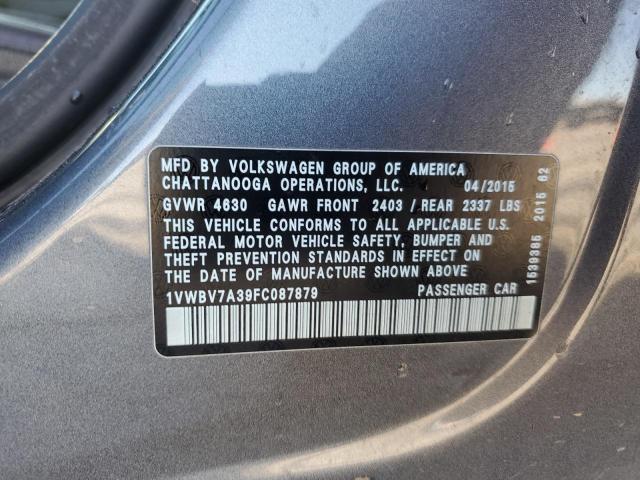 MFD BY VOLKSWAGEN GROUP OF AMERICA
CHATTANOOGA OPERATIONS, LLC. 04/2015
GVWR 4630 GAWR FRONT 2403 / REAR 2337 LBS
THIS VEHICLE CONFORMS TO ALL APPLICABLE U.S.
FEDERAL MOTOR VEHICLE SAFETY, BUMPER AND
THEFT PREVENTION STANDARDS IN EFFECT ON
THE DATE OF MANUFACTURE SHOWN ABOVE
1VWBV7A39FC087879 PASSENGER CAR
1539385 2015 62